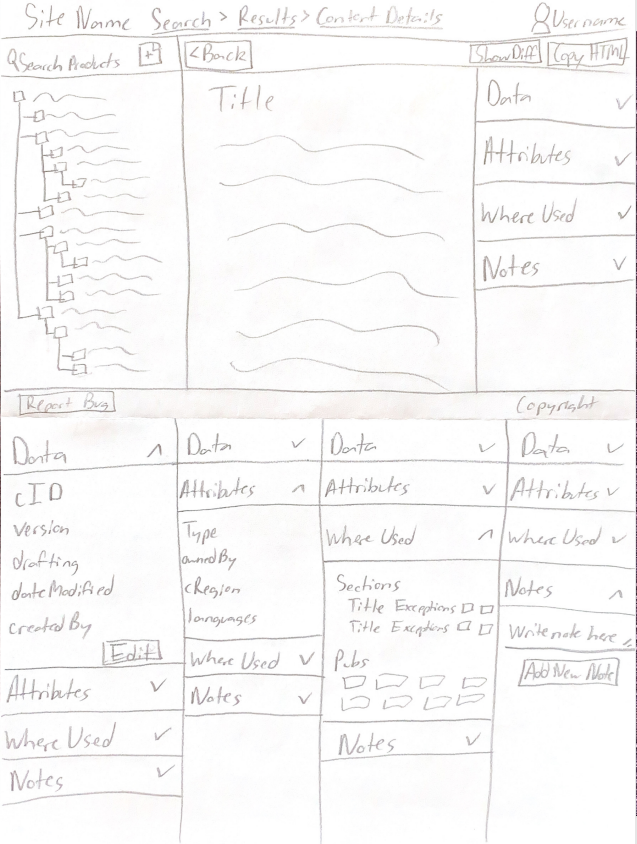 Site Name Search > Results > Content Details Username
Search Products +
< Back Show Diff Copy HTML
Title
Data
Attributes
Where Used
Notes
Report Bug Copyright
Data
cID
version
drafting
dateModified
createdBy
Edit
Attributes
Where Used
Notes
Data
Attributes
Type
ownedBy
cRegion
languages
Where Used
Notes
Data
Attributes
Where Used
Sections
Title Exceptions
Title Exceptions
Pubs
Notes
Data
Attributes
Where Used
Notes
Write note here
Add New Note